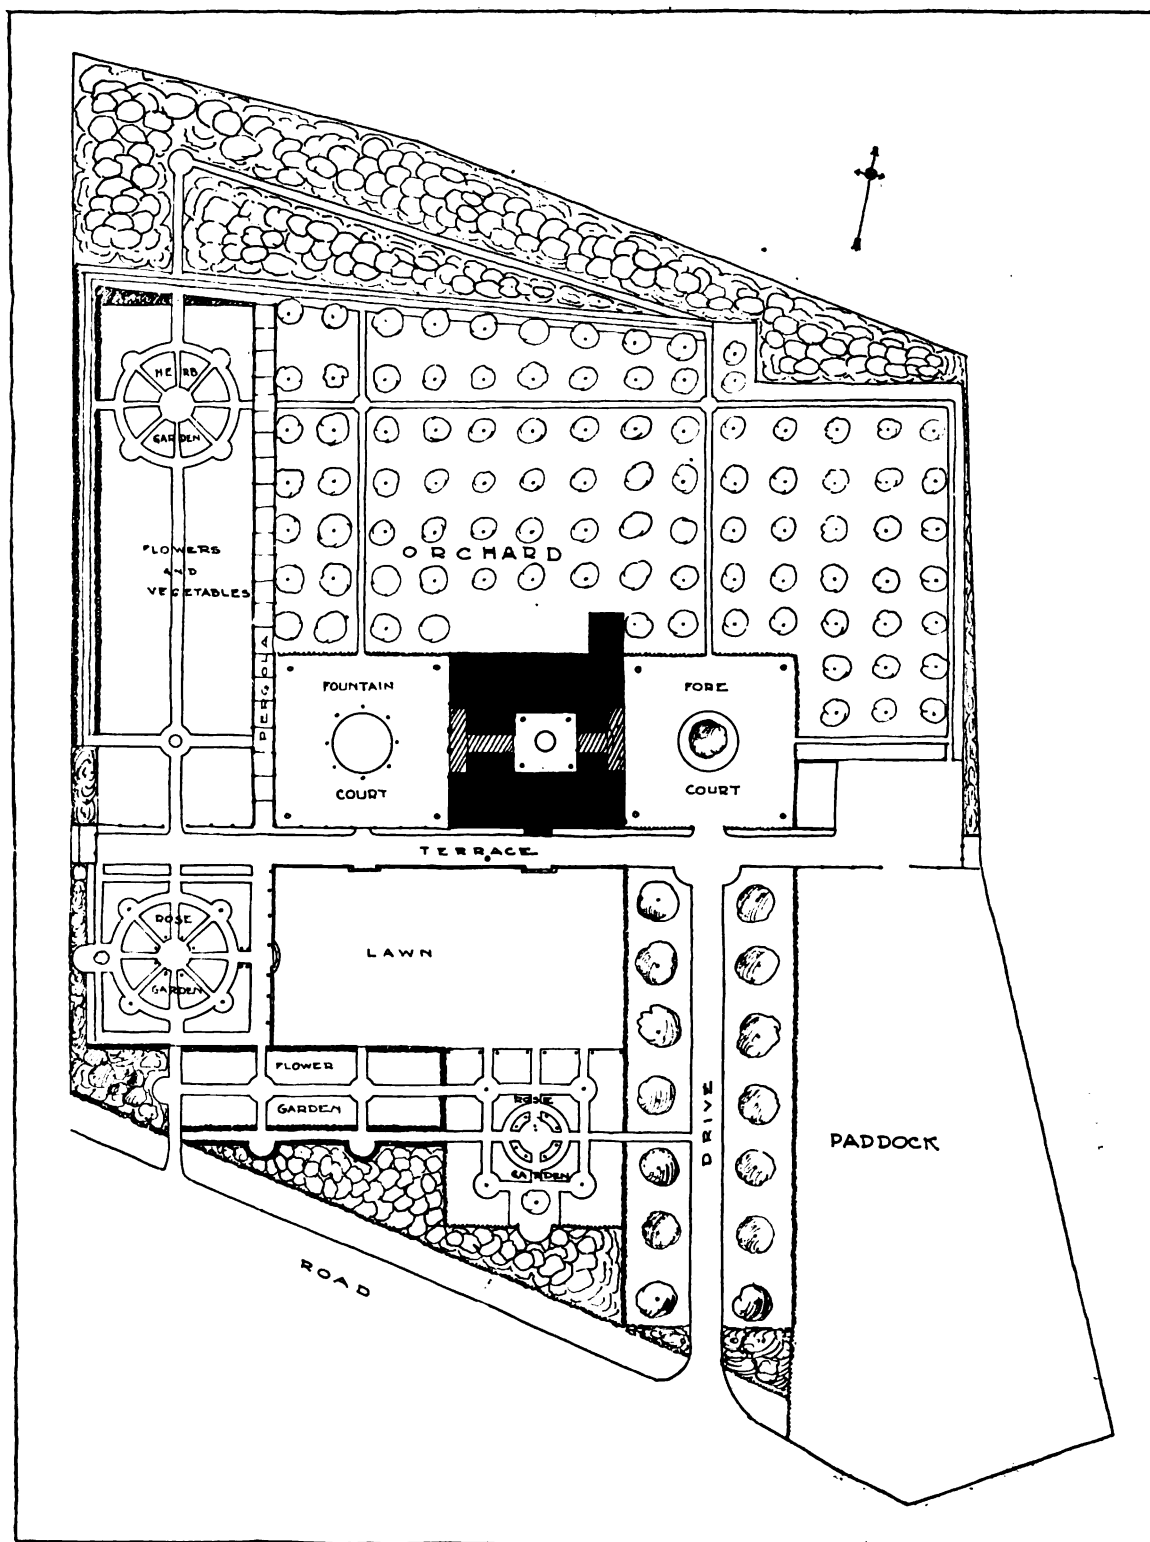 HERB
GARDEN
FLOWERS
AND
VEGETABLES
ORCHARD
PERGOLA
FOUNTAIN
COURT
FORE
COURT
TERRACE
ROSE
GARDEN
LAWN
FLOWER
GARDEN
ROSE
GARDEN
DRIVE
PADDOCK
ROAD